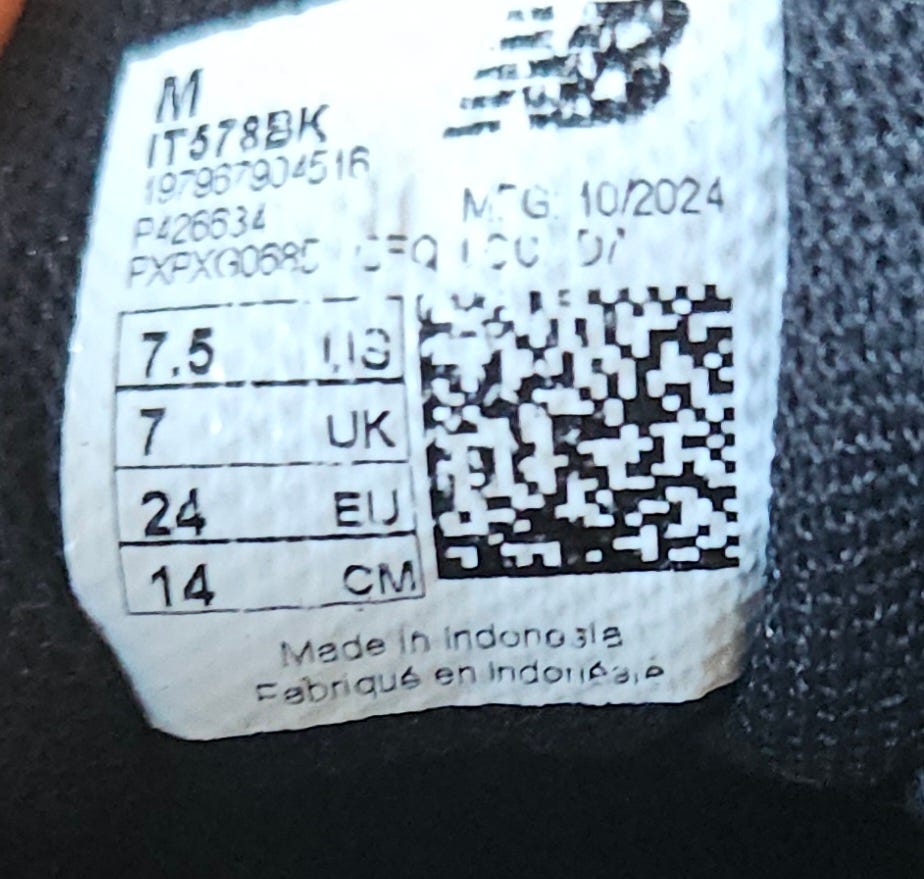 M
IT578BK
197967904516
P426634
MFG: 10/2024
7.5 US
7 UK
24 EU
14 CM
Made in Indonesia
Fabriqué en Indonésie